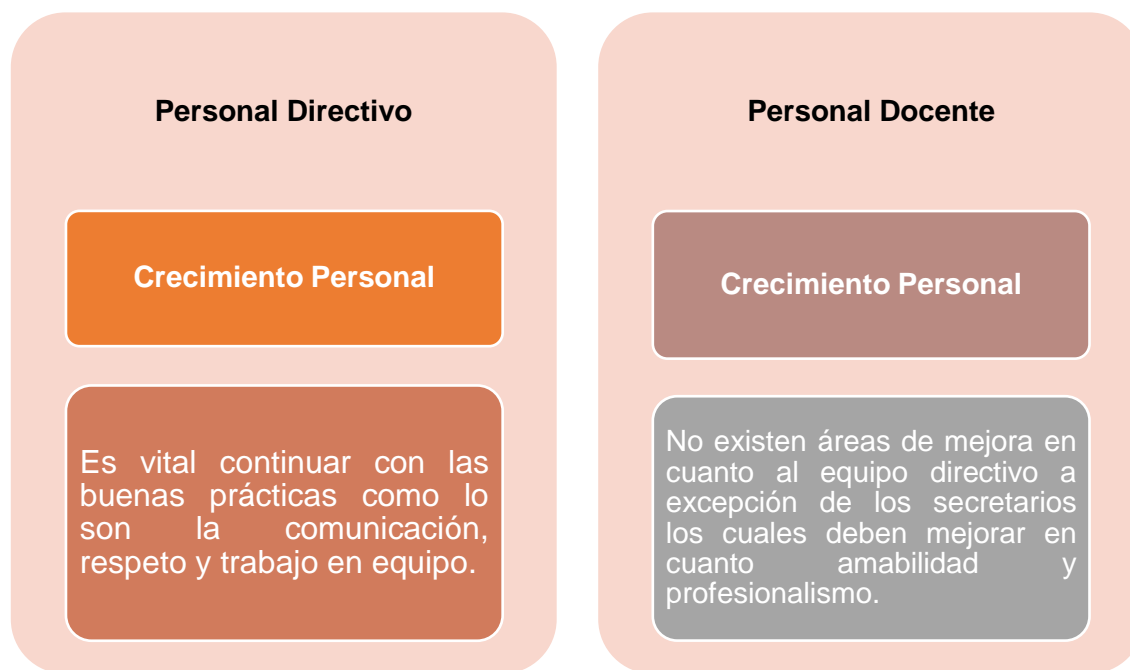 Personal Directivo
Crecimiento Personal
Es vital continuar con las
buenas prácticas como lo
son la comunicación,
respeto y trabajo en equipo.
Personal Docente
Crecimiento Personal
No existen áreas de mejora en
cuanto al equipo directivo a
excepción de los secretarios
los cuales deben mejorar en
cuanto amabilidad y
profesionalismo.